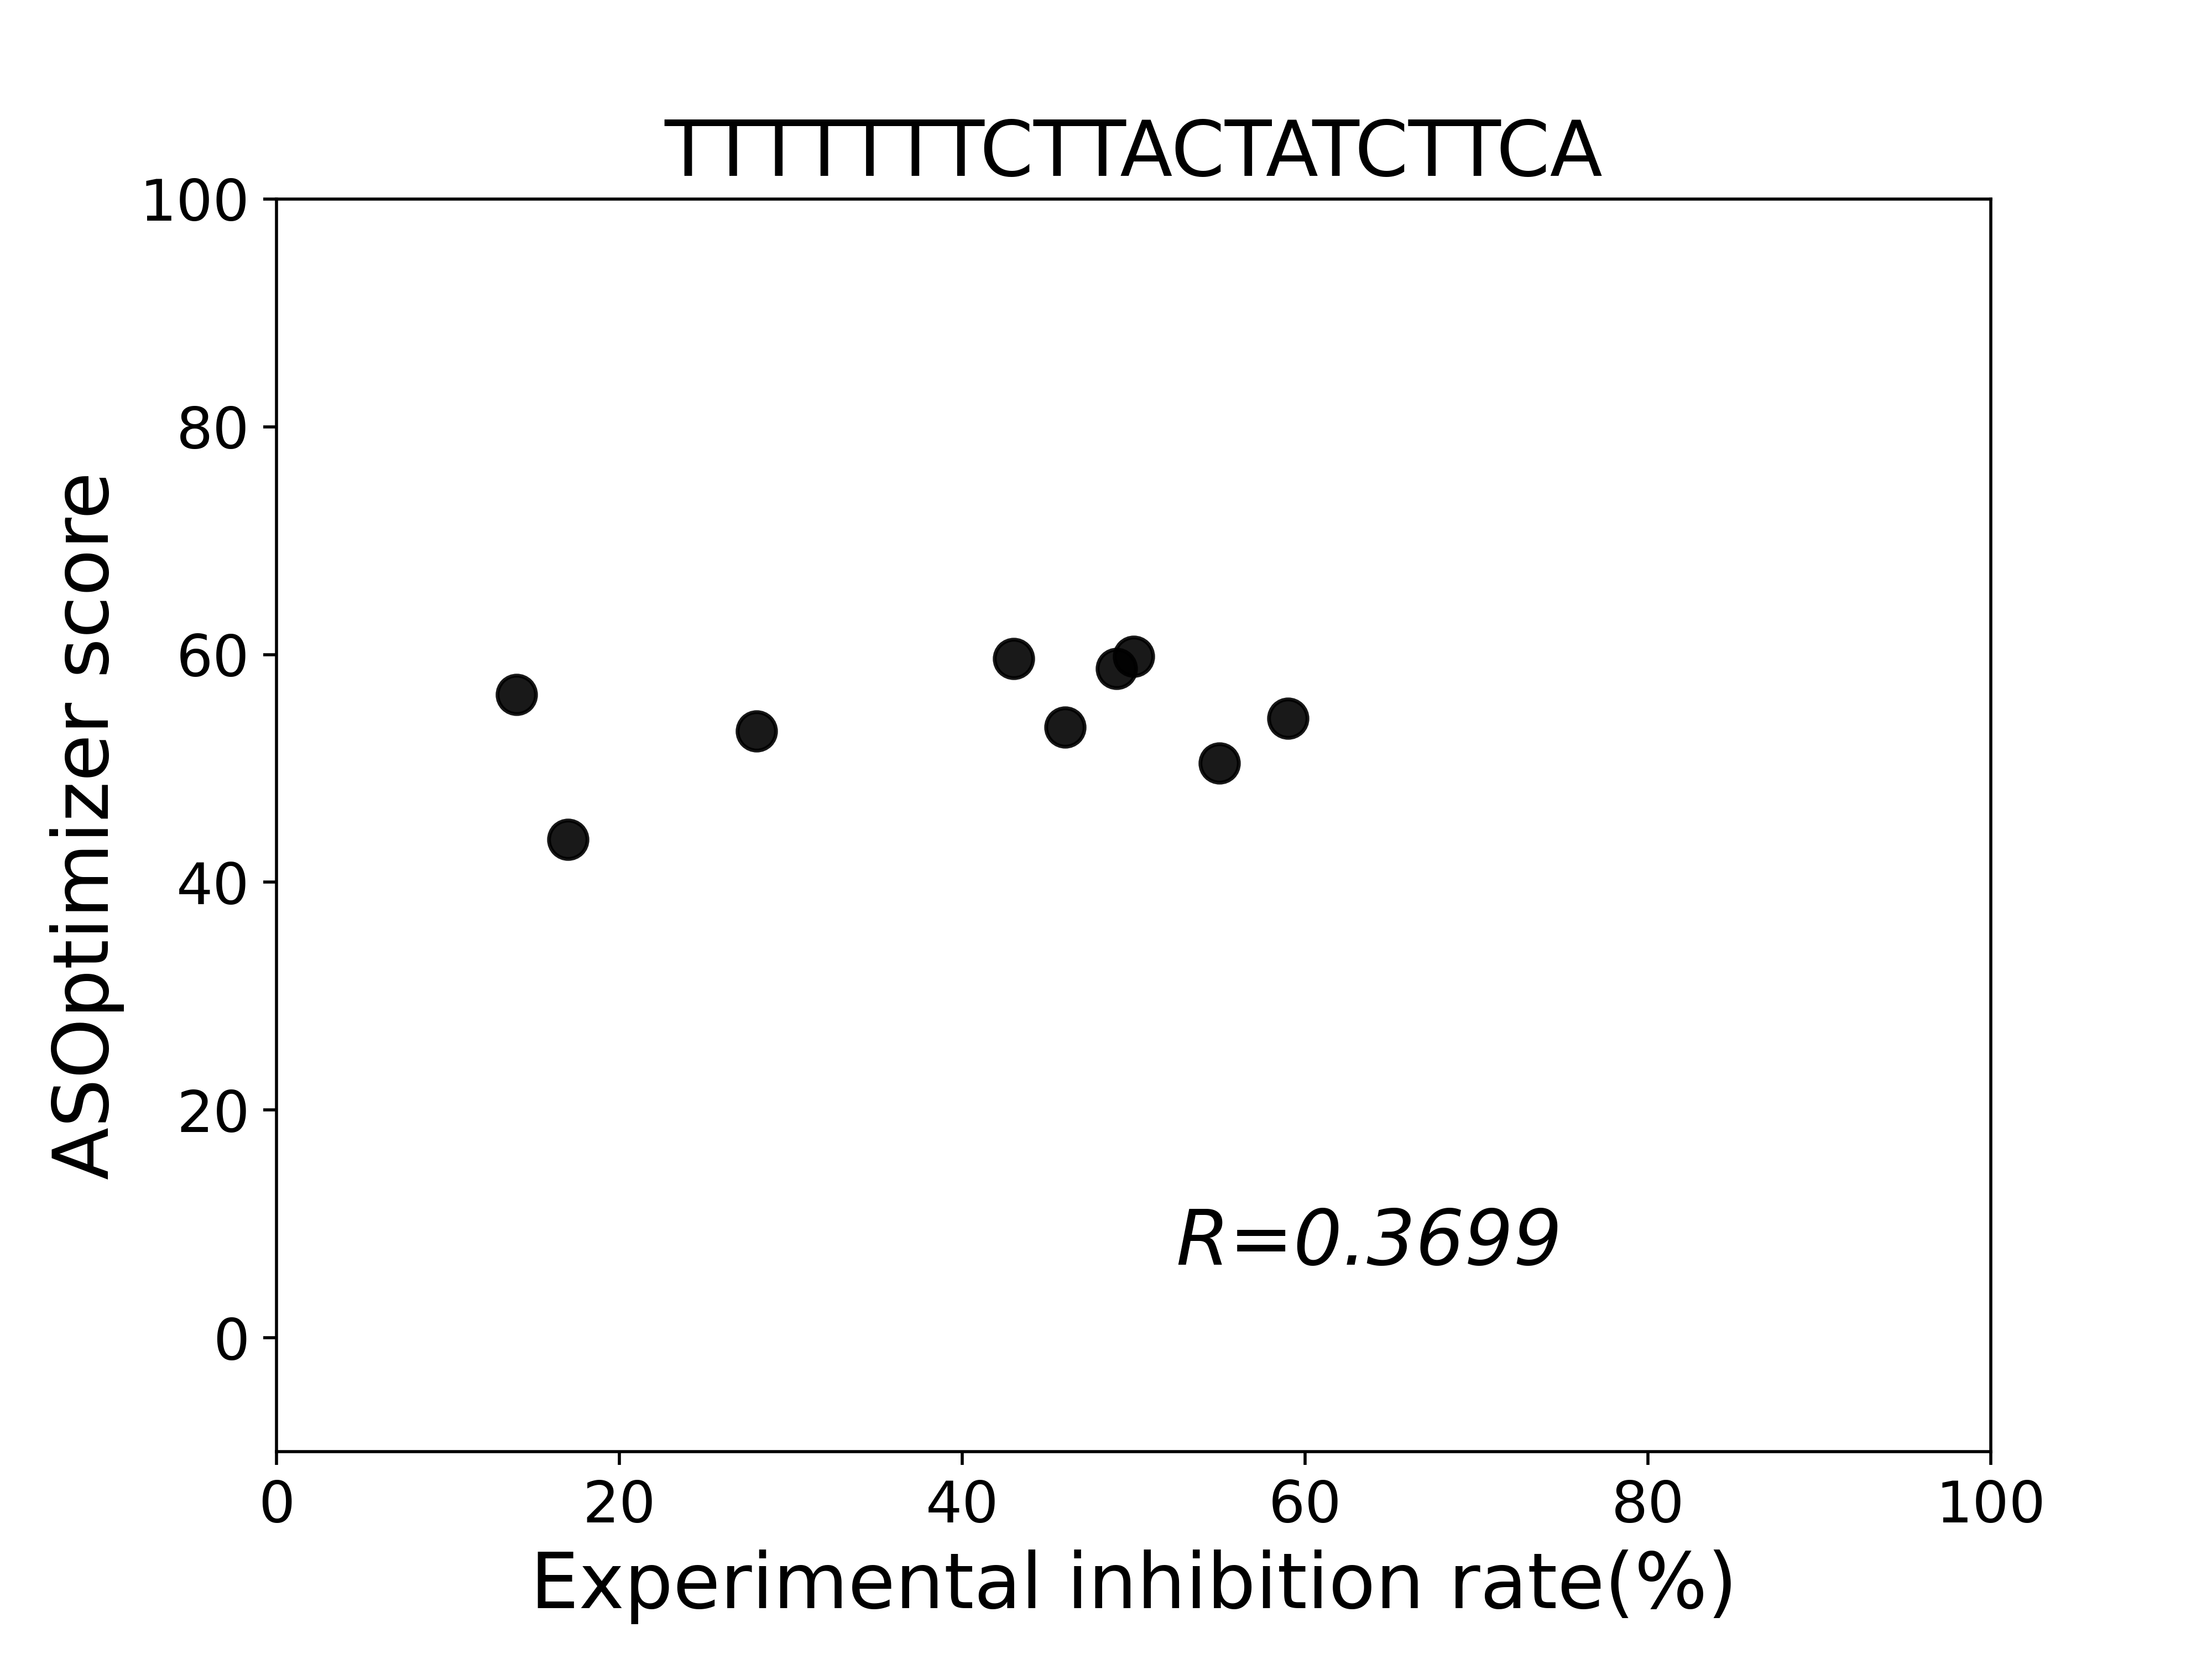 TTTTTTTCTTACTATCTTCA
100
80
60
40
20
0
ASOptimizer score
R=0.3699
0 20 40 60 80 100
Experimental inhibition rate(%)